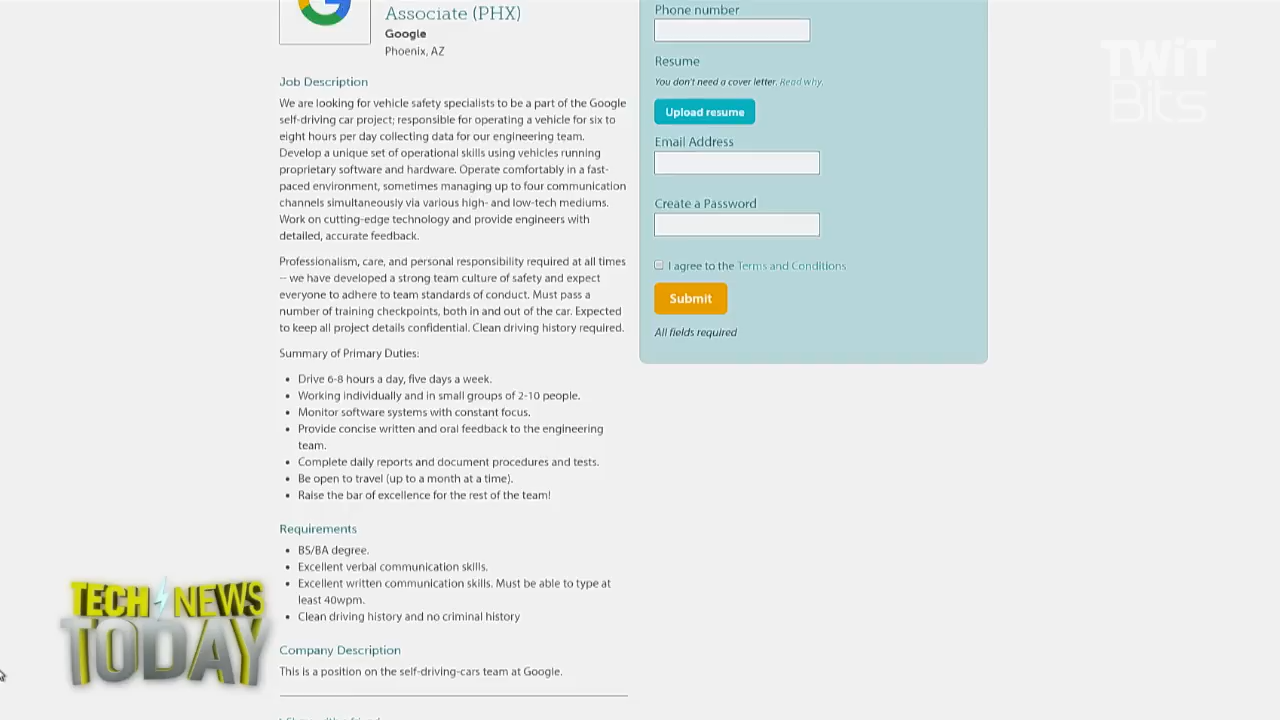 Associate (PHX)
Google
Phoenix, AZ
Job Description
We are looking for vehicle safety specialists to be a part of the Google
self-driving car project; responsible for operating a vehicle for six to
eight hours per day collecting data for our engineering team.
Develop a unique set of operational skills using vehicles running
proprietary software and hardware. Operate comfortably in a fast-
paced environment, sometimes managing up to four communication
channels simultaneously via various high- and low-tech mediums.
Work on cutting-edge technology and provide engineers with
detailed, accurate feedback.
Professionalism, care, and personal responsibility required at all times
-- we have developed a strong team culture of safety and expect
everyone to adhere to team standards of conduct. Must pass a
number of training checkpoints, both in and out of the car. Expected
to keep all project details confidential. Clean driving history required.
Summary of Primary Duties:
• Drive 6-8 hours a day, five days a week.
• Working individually and in small groups of 2-10 people.
• Monitor software systems with constant focus.
• Provide concise written and oral feedback to the engineering
team.
• Complete daily reports and document procedures and tests.
• Be open to travel (up to a month at a time).
• Raise the bar of excellence for the rest of the team!
Requirements
• BS/BA degree.
• Excellent verbal communication skills.
• Excellent written communication skills. Must be able to type at
least 40wpm.
• Clean driving history and no criminal history
Company Description
This is a position on the self-driving-cars team at Google.
Phone number
Resume
You don't need a cover letter. Read why.
Upload resume
Email Address
Create a Password
I agree to the Terms and Conditions
Submit
All fields required
TWiT
Bits
TECH NEWS
TODAY